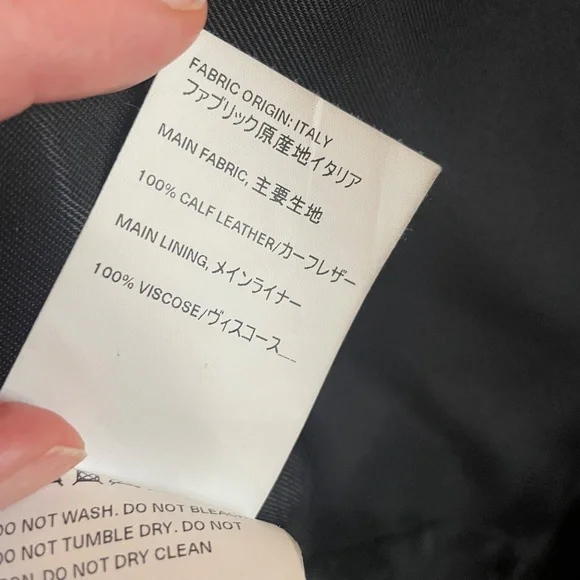 FABRIC ORIGIN: ITALY
ファブリック原産地イタリア
MAIN FABRIC, 主要生地
100% CALF LEATHER/カーフレザー
MAIN LINING, メインライナー
100% VISCOSE/ヴィスコース__
DO NOT WASH. DO NOT BLEACH
DO NOT TUMBLE DRY. DO NOT
DO NOT DRY CLEAN